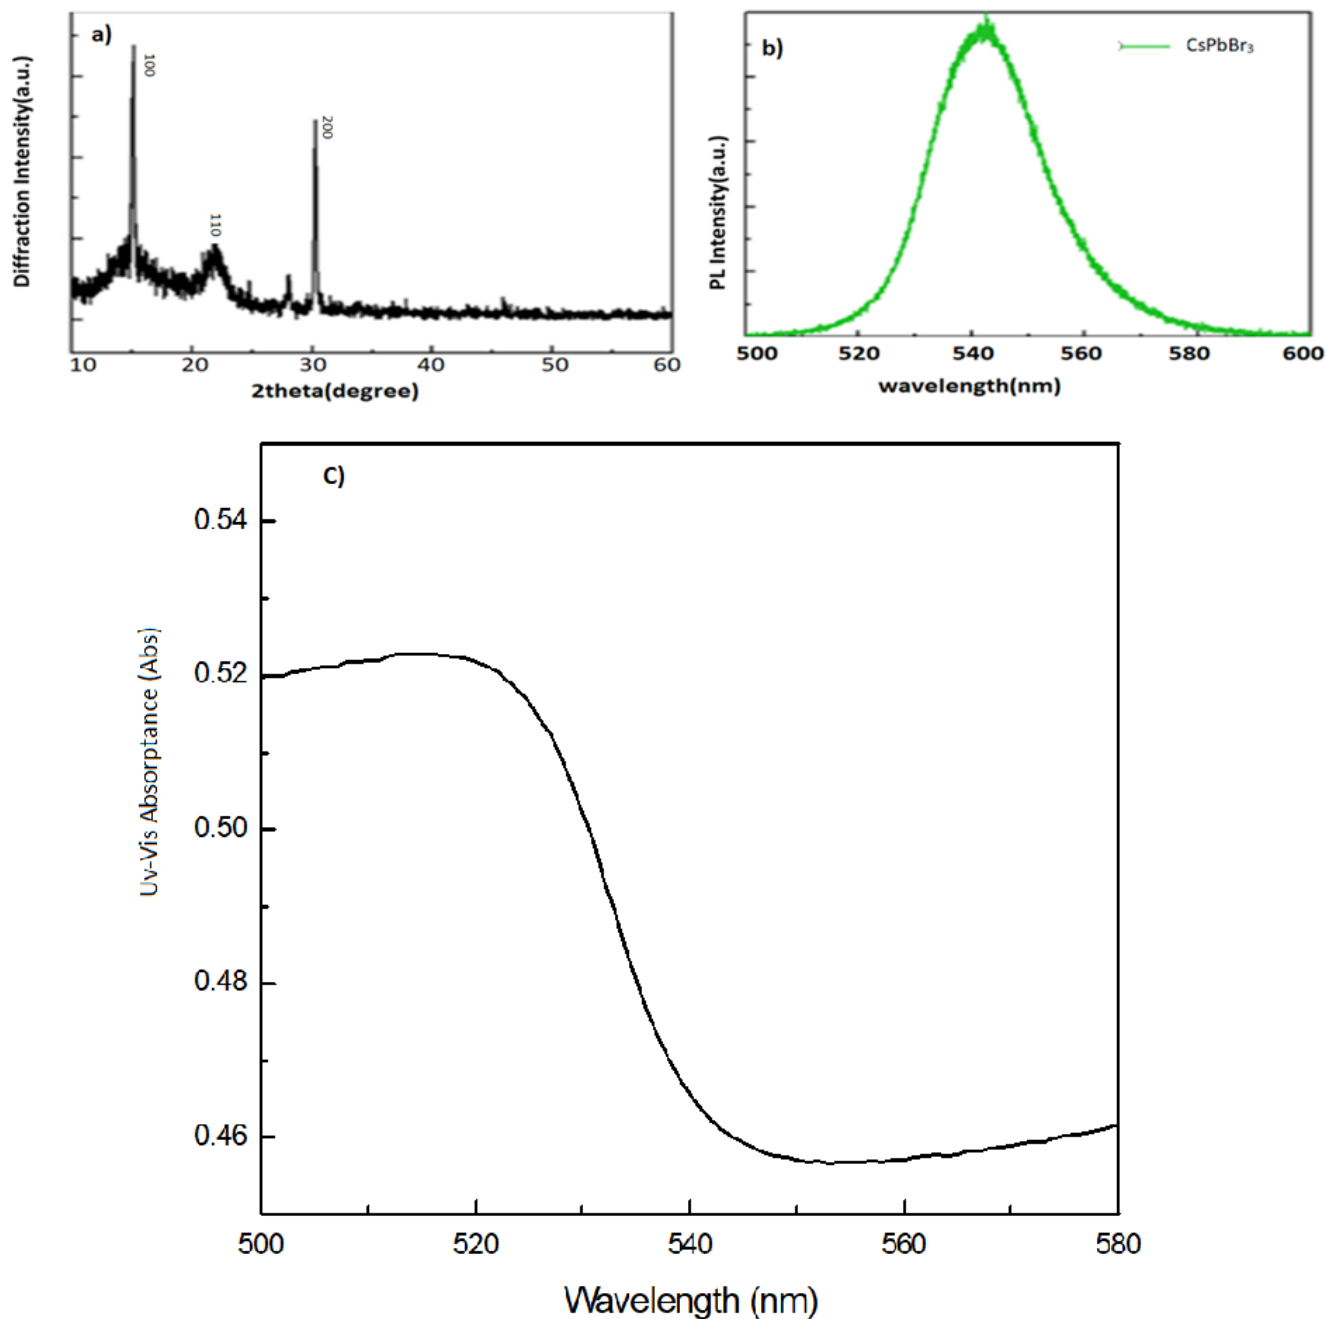 a)
Diffraction Intensity(a.u.)
100
110
200
10 20 30 40 50 60
2theta(degree)
b)
CsPbBr₃
PL Intensity(a.u.)
500 520 540 560 580 600
wavelength(nm)
C)
Uv-Vis Absorptance (Abs)
0.54
0.52
0.50
0.48
0.46
500 520 540 560 580
Wavelength (nm)